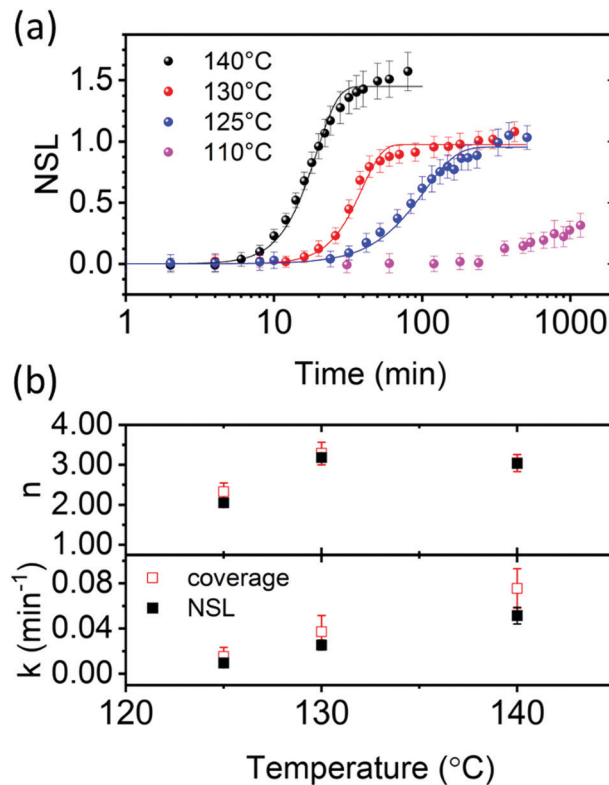 (a)
140°C
130°C
125°C
110°C
1.5
1.0
0.5
0.0
NSL
1 10 100 1000
Time (min)
(b)
4.00
3.00
2.00
1.00
n
coverage
NSL
0.08
0.04
0.00
k (min⁻¹)
120 130 140
Temperature (°C)